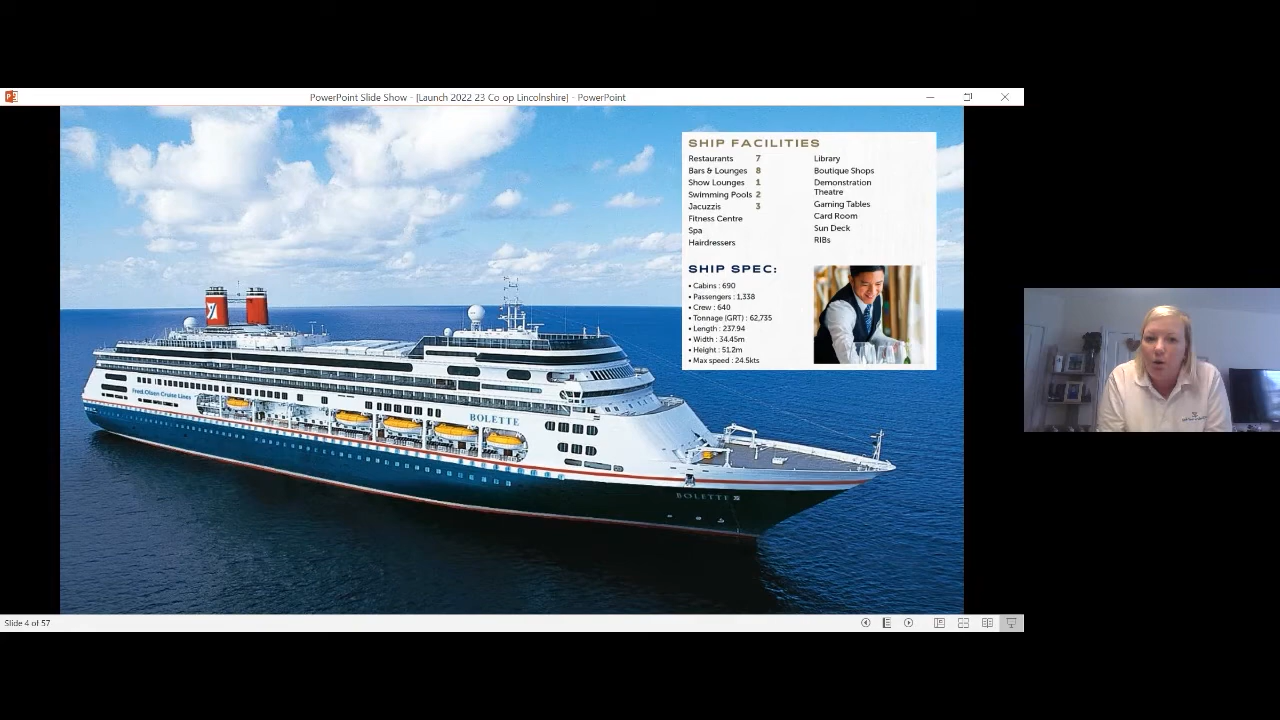 PowerPoint Slide Show - [Launch 2022 23 Co op Lincolnshire] - PowerPoint
SHIP FACILITIES
Restaurants 7
Bars & Lounges 8
Show Lounges 1
Swimming Pools 2
Jacuzzis 3
Fitness Centre
Spa
Hairdressers
Library
Boutique Shops
Demonstration
Theatre
Gaming Tables
Card Room
Sun Deck
RIBs
SHIP SPEC:
• Cabins : 690
• Passengers : 1,338
• Crew : 640
• Tonnage (GRT) : 62,735
• Length : 237.94
• Width : 34.45m
• Height : 51.2m
• Max speed : 24.5kts
Fred. Olsen Cruise Lines
BOLETTE
BOLETTE
Slide 4 of 57